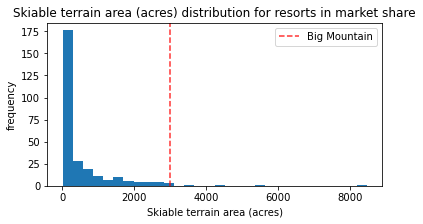 Skiable terrain area (acres) distribution for resorts in market share
Big Mountain
175
150
125
100
75
50
25
0
frequency
0 2000 4000 6000 8000
Skiable terrain area (acres)